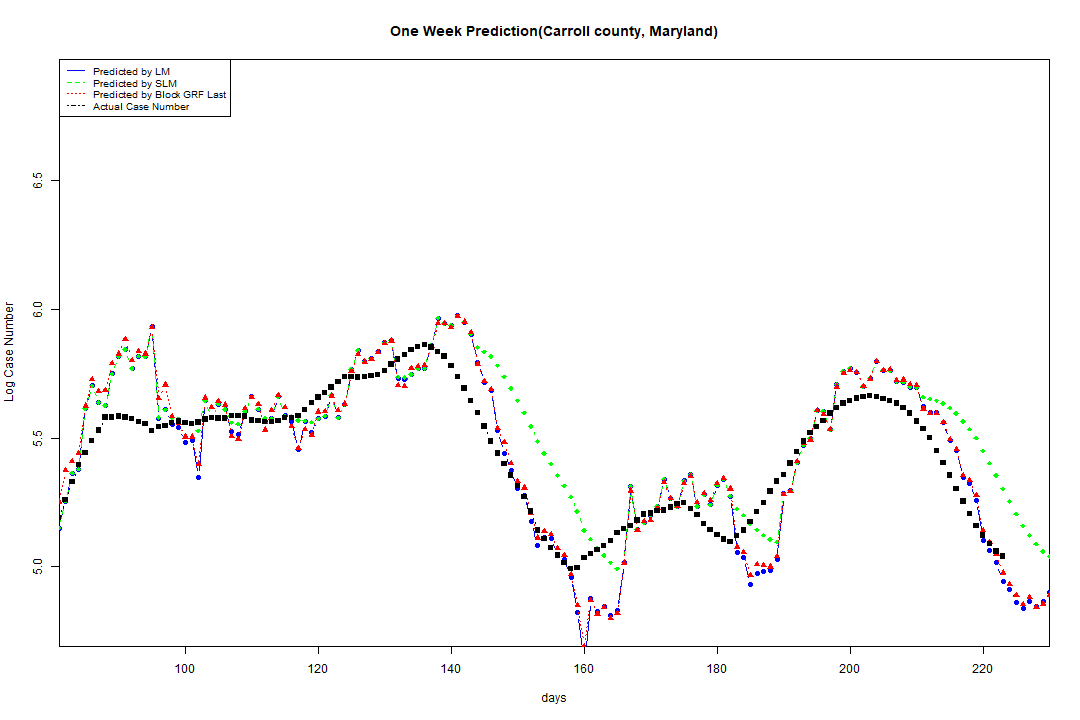 One Week Prediction(Carroll county, Maryland)
Predicted by LM
Predicted by SLM
Predicted by Block GRF Last
Actual Case Number
Log Case Number
6.5
6.0
5.5
5.0
100 120 140 160 180 200 220
days